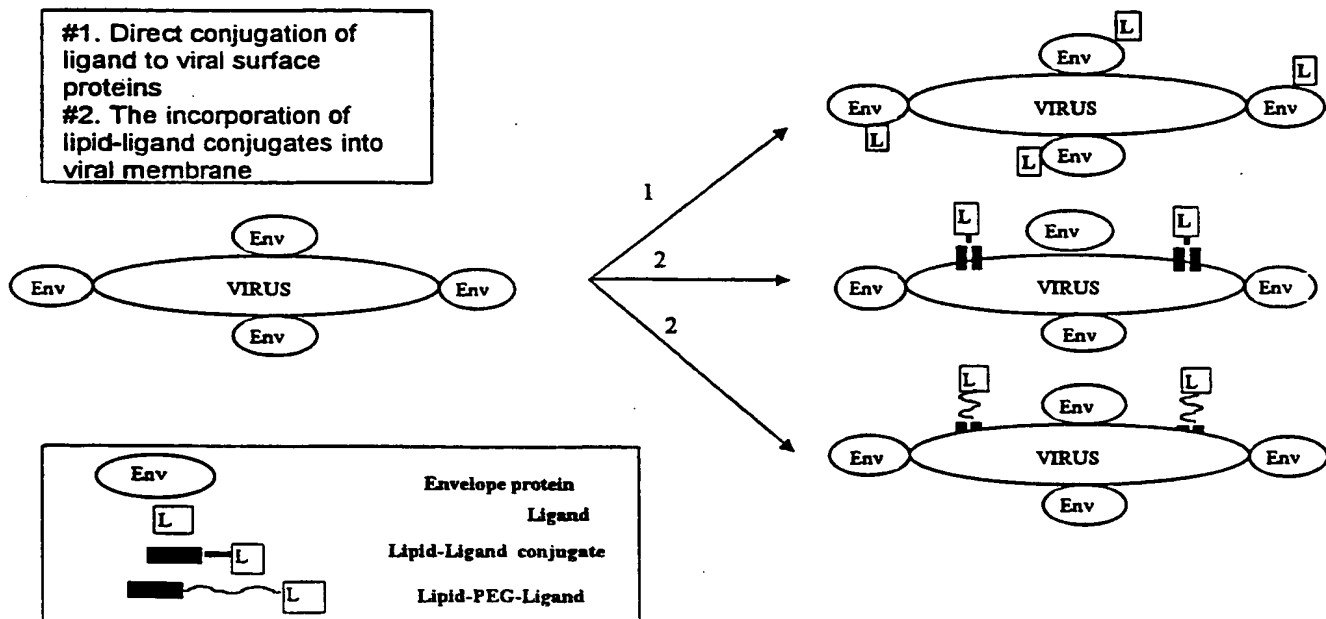 #1. Direct conjugation of
ligand to viral surface
proteins
#2. The incorporation of
lipid-ligand conjugates into
viral membrane
Env
Env VIRUS Env
Env
1
2
2
L
Env
L
Env VIRUS Env
L
L Env
L L
Env
Env VIRUS Env
Env
L L
Env
Env VIRUS Env
Env
Env Envelope protein
L Ligand
L Lipid-Ligand conjugate
L Lipid-PEG-Ligand